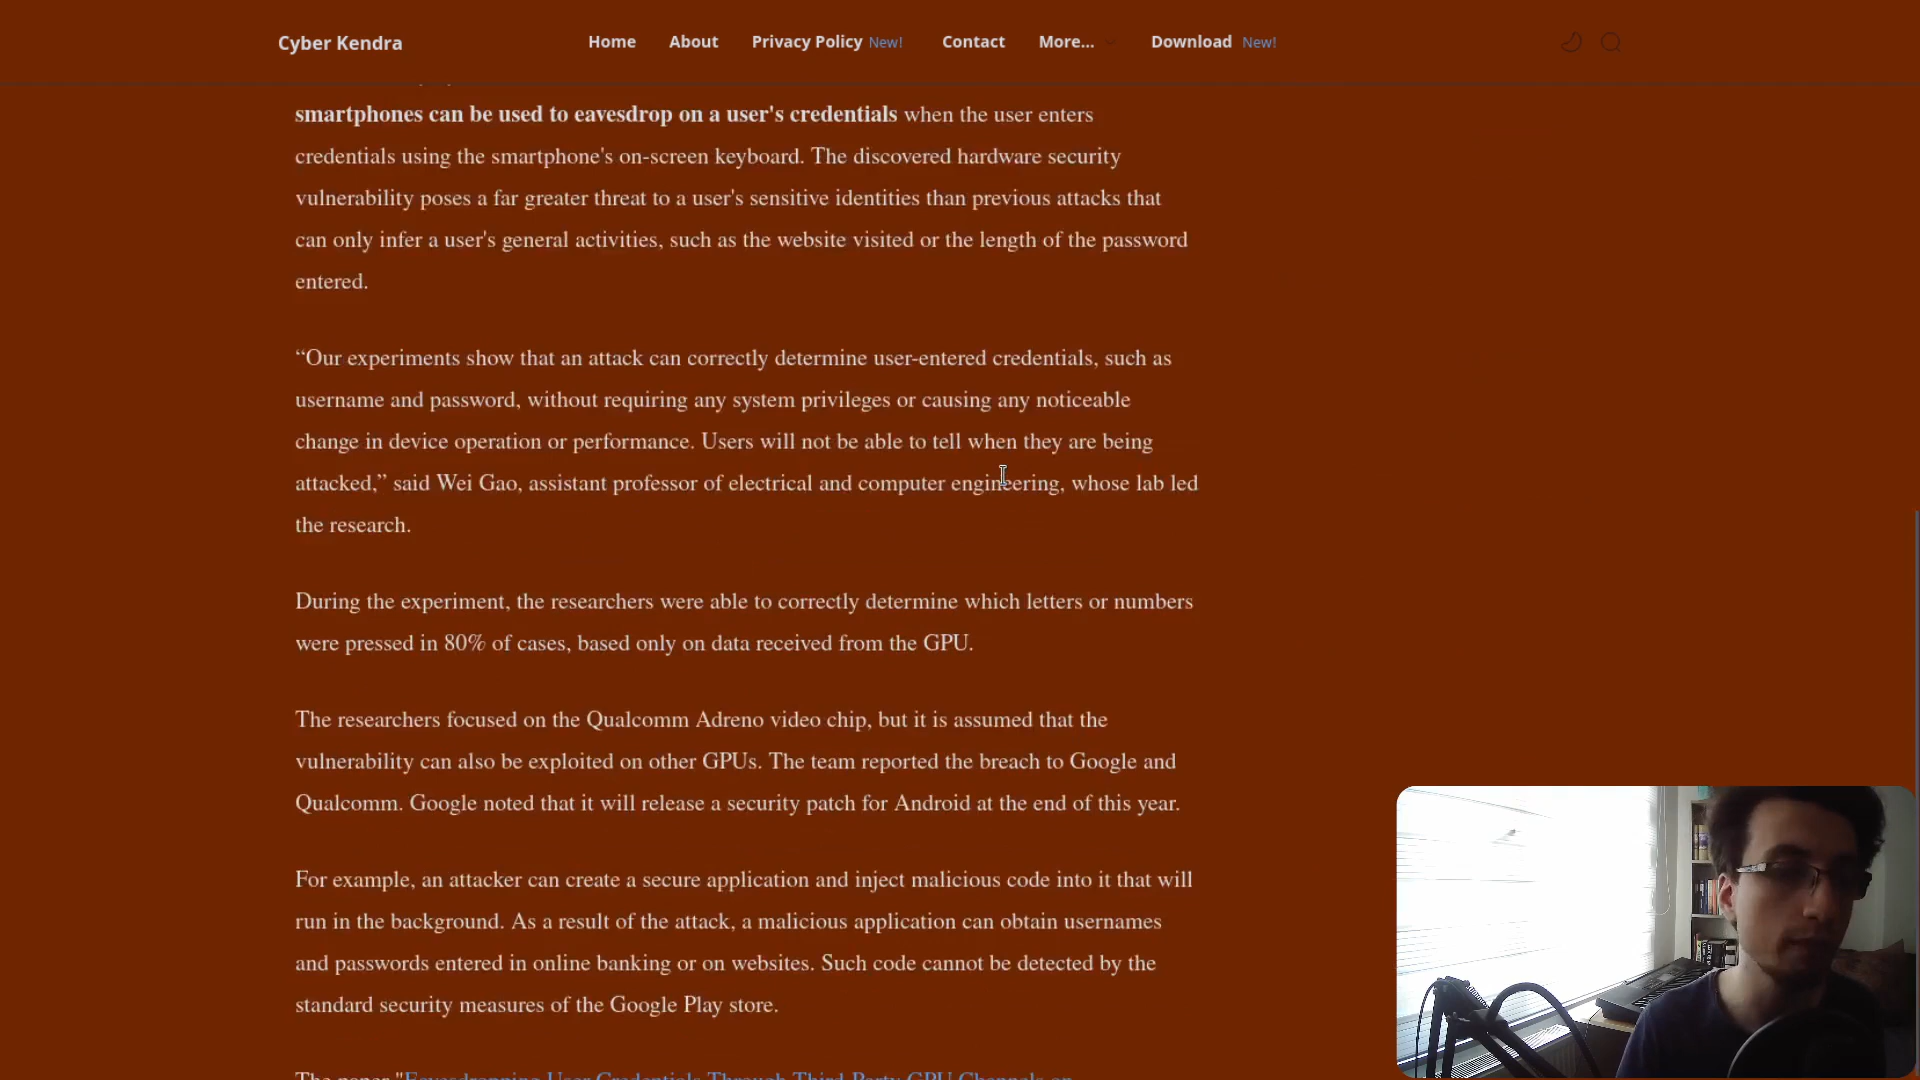 Cyber Kendra
Home About Privacy Policy New! Contact More... Download New!
smartphones can be used to eavesdrop on a user's credentials when the user enters
credentials using the smartphone's on-screen keyboard. The discovered hardware security
vulnerability poses a far greater threat to a user's sensitive identities than previous attacks that
can only infer a user's general activities, such as the website visited or the length of the password
entered.
“Our experiments show that an attack can correctly determine user-entered credentials, such as
username and password, without requiring any system privileges or causing any noticeable
change in device operation or performance. Users will not be able to tell when they are being
attacked,” said Wei Gao, assistant professor of electrical and computer engineering, whose lab led
the research.
During the experiment, the researchers were able to correctly determine which letters or numbers
were pressed in 80% of cases, based only on data received from the GPU.
The researchers focused on the Qualcomm Adreno video chip, but it is assumed that the
vulnerability can also be exploited on other GPUs. The team reported the breach to Google and
Qualcomm. Google noted that it will release a security patch for Android at the end of this year.
For example, an attacker can create a secure application and inject malicious code into it that will
run in the background. As a result of the attack, a malicious application can obtain usernames
and passwords entered in online banking or on websites. Such code cannot be detected by the
standard security measures of the Google Play store.
The paper "Eavesdropping User Credentials Through Third-Party GPU Channels on